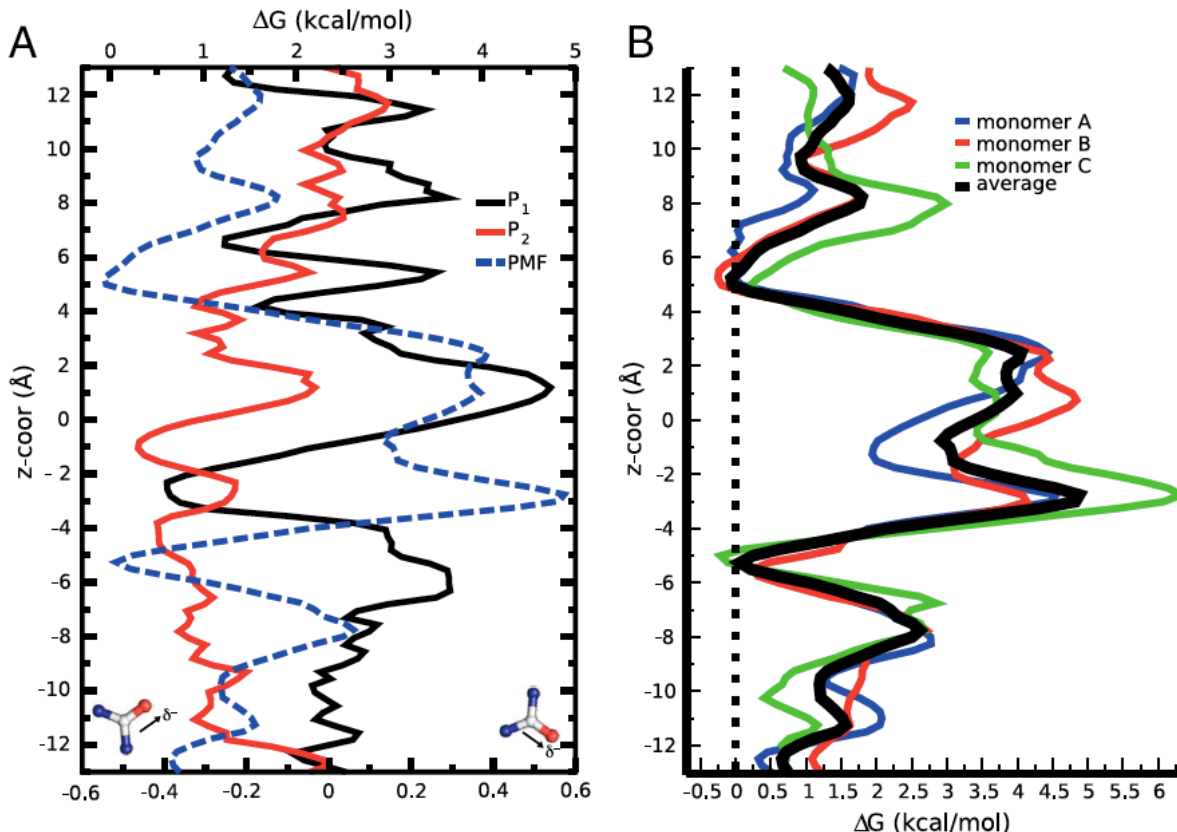 A
ΔG (kcal/mol)
0 1 2 3 4 5
z-coor (Å)
12
10
8
6
4
2
0
- 2
-4
-6
-8
-10
-12
P1
P2
PMF
δ−
δ−
-0.6 -0.4 -0.2 0 0.2 0.4 0.6
B
monomer A
monomer B
monomer C
average
z-coor (Å)
12
10
8
6
4
2
0
- 2
-4
-6
-8
-10
-12
-0.5 0 0.5 1 1.5 2 2.5 3 3.5 4 4.5 5 5.5 6
ΔG (kcal/mol)